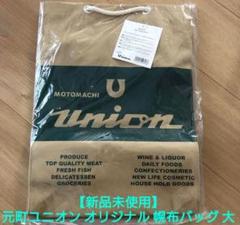 MOTOMACHI
U
union
PRODUCE
TOP QUALITY MEAT
FRESH FISH
DELICATESSEN
GROCERIES
WINE & LIQUOR
DAILY FOODS
CONFECTIONERIES
NEW LIFE COSMETIC
HOUSE HOLD GOODS
【新品未使用】
元町ユニオン オリジナル 幌布バッグ 大